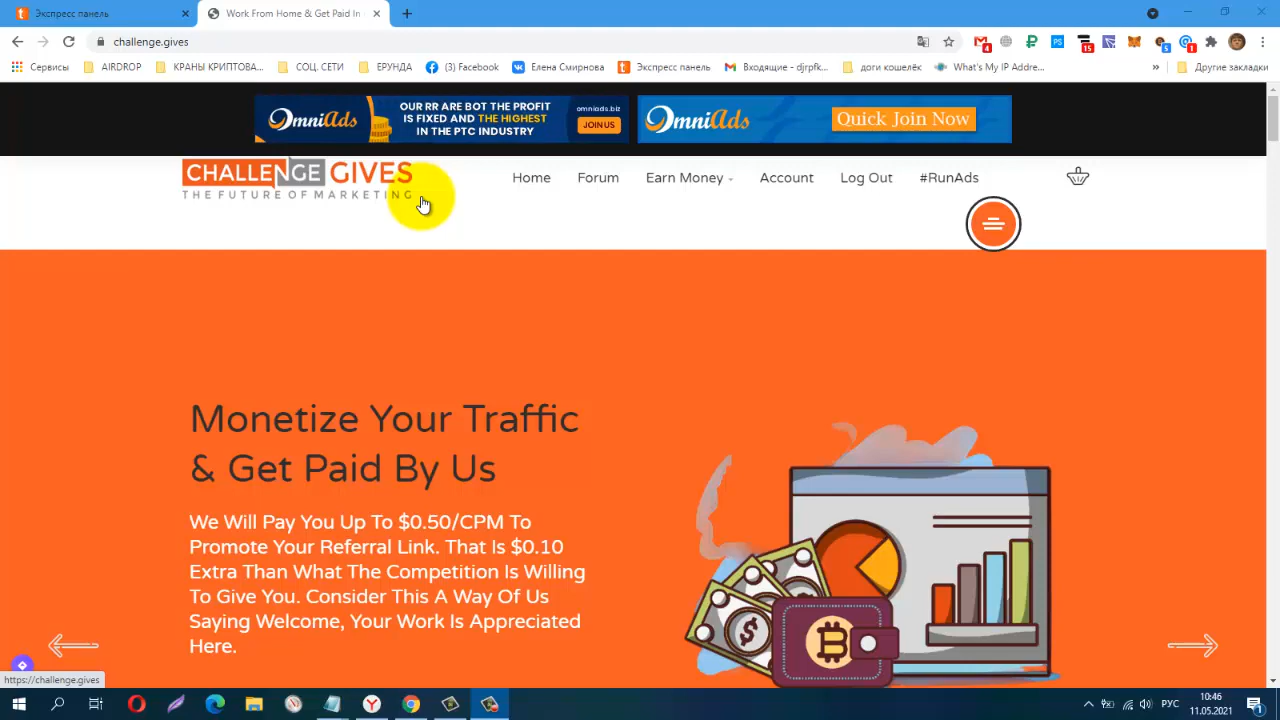 Экспресс панель
Work From Home & Get Paid In
challenge.gives
4
PS
15
5
1
Сервисы
AIRDROP
КРАНЫ КРИПТОВА...
СОЦ. СЕТИ
ЕРУНДА
(3) Facebook
Елена Смирнова
Экспресс панель
Входящие - djrpfk...
доги кошелёк
What's My IP Addre...
»
Другие закладки
OmniAds
OUR RR ARE BOT THE PROFIT
IS FIXED AND THE HIGHEST
IN THE PTC INDUSTRY
omniads.biz
JOIN US
OmniAds
Quick Join Now
CHALLENGE GIVES
THE FUTURE OF MARKETING
Home
Forum
Earn Money
Account
Log Out
#RunAds
Monetize Your Traffic
& Get Paid By Us
We Will Pay You Up To $0.50/CPM To
Promote Your Referral Link. That Is $0.10
Extra Than What The Competition Is Willing
To Give You. Consider This A Way Of Us
Saying Welcome, Your Work Is Appreciated
Here.
https://challenge.gives
РУС
10:46
11.05.2021
1